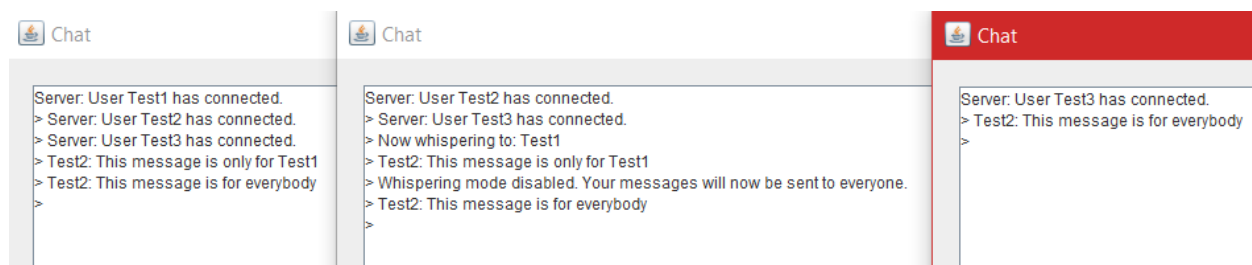 Chat
Server: User Test1 has connected.
> Server: User Test2 has connected.
> Server: User Test3 has connected.
> Test2: This message is only for Test1
> Test2: This message is for everybody
>
Chat
Server: User Test2 has connected.
> Server: User Test3 has connected.
> Now whispering to: Test1
> Test2: This message is only for Test1
> Whispering mode disabled. Your messages will now be sent to everyone.
> Test2: This message is for everybody
>
Chat
Server: User Test3 has connected.
> Test2: This message is for everybody
>